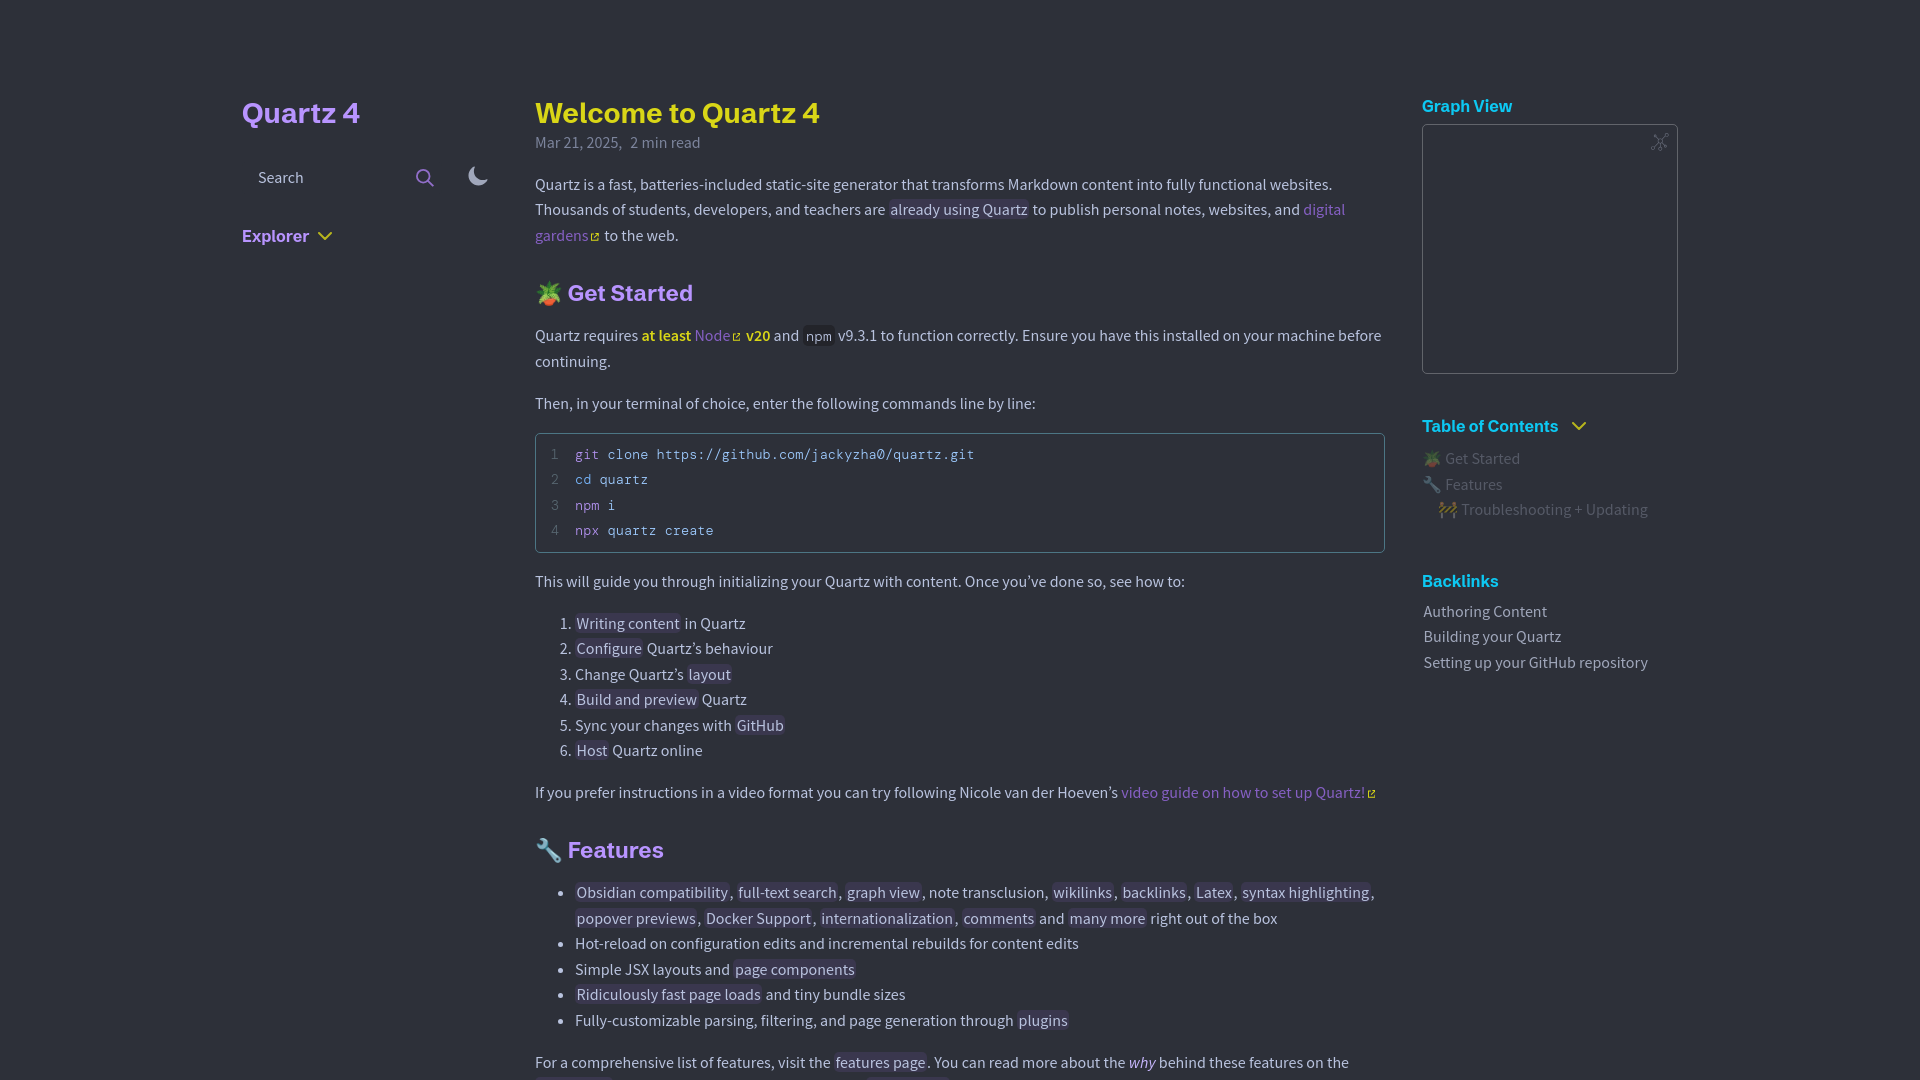 Quartz 4
Search
Explorer
Welcome to Quartz 4
Mar 21, 2025, 2 min read
Quartz is a fast, batteries-included static-site generator that transforms Markdown content into fully functional websites.
Thousands of students, developers, and teachers are already using Quartz to publish personal notes, websites, and digital
gardens to the web.
🪴 Get Started
Quartz requires at least Node v20 and npm v9.3.1 to function correctly. Ensure you have this installed on your machine before
continuing.
Then, in your terminal of choice, enter the following commands line by line:
1 git clone https://github.com/jackyzha0/quartz.git
2 cd quartz
3 npm i
4 npx quartz create
This will guide you through initializing your Quartz with content. Once you’ve done so, see how to:
1. Writing content in Quartz
2. Configure Quartz’s behaviour
3. Change Quartz’s layout
4. Build and preview Quartz
5. Sync your changes with GitHub
6. Host Quartz online
If you prefer instructions in a video format you can try following Nicole van der Hoeven’s video guide on how to set up Quartz!
🔧 Features
• Obsidian compatibility, full-text search, graph view, note transclusion, wikilinks, backlinks, Latex, syntax highlighting,
popover previews, Docker Support, internationalization, comments and many more right out of the box
• Hot-reload on configuration edits and incremental rebuilds for content edits
• Simple JSX layouts and page components
• Ridiculously fast page loads and tiny bundle sizes
• Fully-customizable parsing, filtering, and page generation through plugins
For a comprehensive list of features, visit the features page. You can read more about the why behind these features on the
Graph View
Table of Contents
🪴 Get Started
🔧 Features
🚧 Troubleshooting + Updating
Backlinks
Authoring Content
Building your Quartz
Setting up your GitHub repository